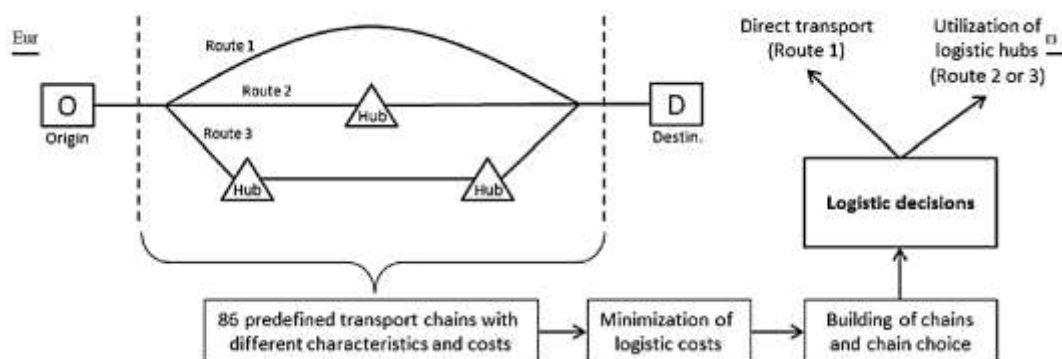 Eur
Route 1
Route 2
Route 3
O
Origin
Hub
Hub
Hub
D
Destin.
Direct transport
(Route 1)
Utilization of
logistic hubs
(Route 2 or 3)
Logistic decisions
86 predefined transport chains with
different characteristics and costs
Minimization of
logistic costs
Building of chains
and chain choice